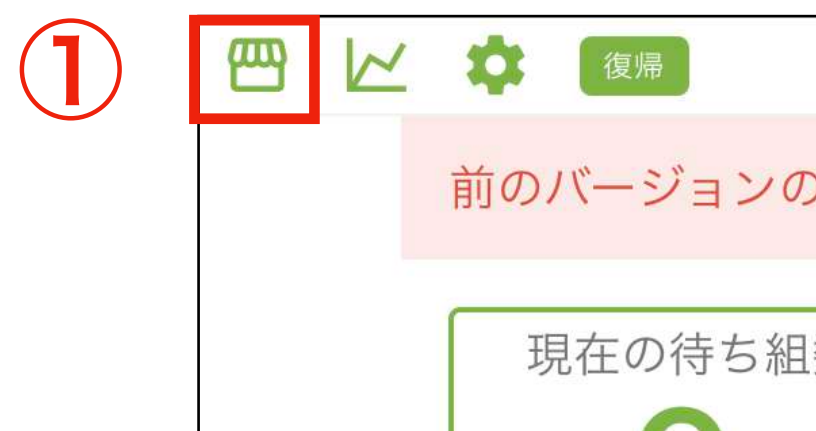 ①
復帰
前のバージョンの
現在の待ち組